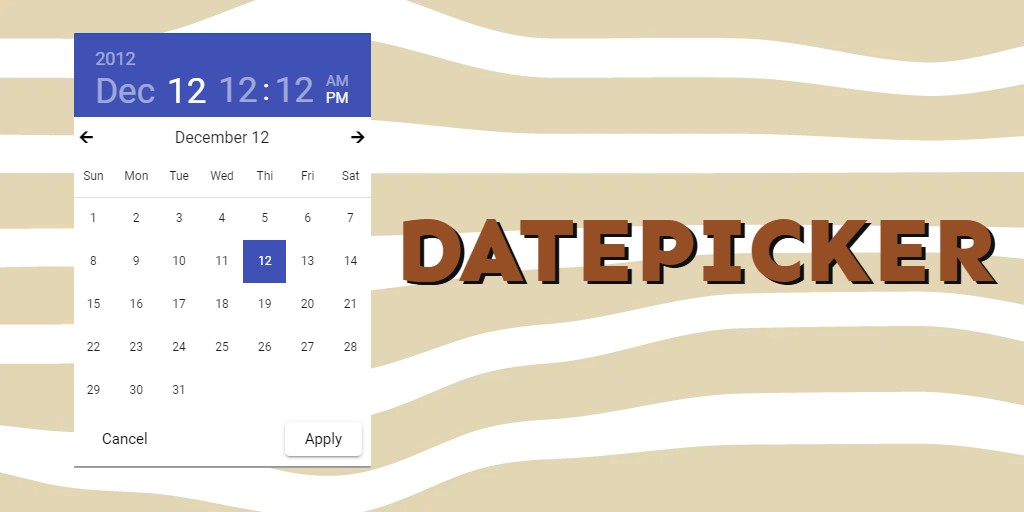 2012
Dec 12 12:12 AM
PM
December 12
Sun Mon Tue Wed Thi Fri Sat
1 2 3 4 5 6 7
8 9 10 11 12 13 14
15 16 17 18 19 20 21
22 23 24 25 26 27 28
29 30 31
Cancel Apply
DATEPICKER